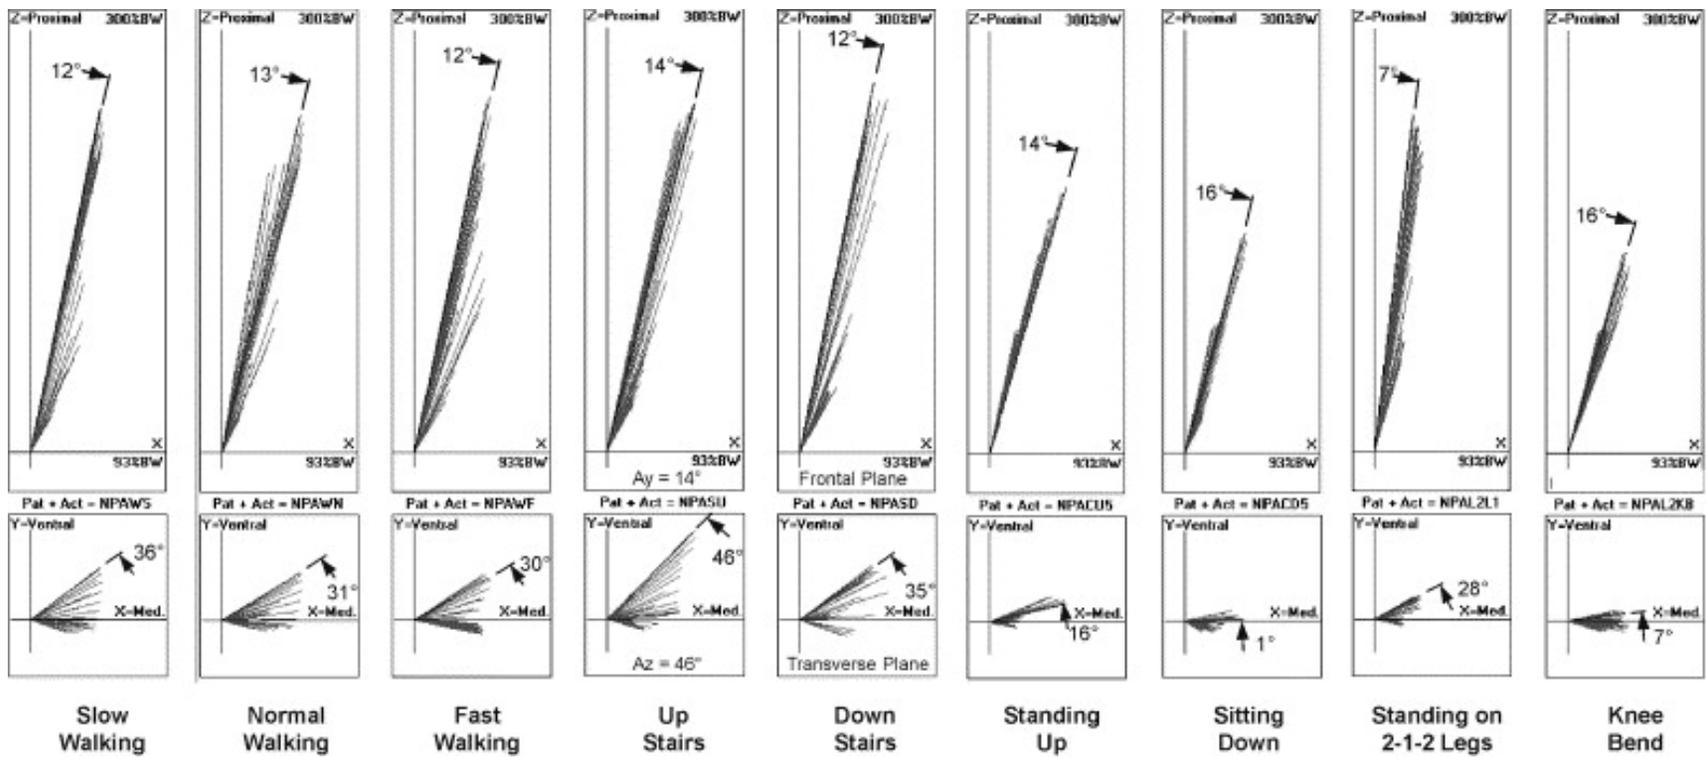 Z=Proximal 300%BW
12°
X
93%BW
Pat + Act = NPAWS
Y=Ventral
36°
X=Med.
Slow
Walking
Z=Proximal 300%BW
13°
X
93%BW
Pat + Act = NPAWN
Y=Ventral
31°
X=Med.
Normal
Walking
Z=Proximal 300%BW
12°
X
93%BW
Pat + Act = NPAWF
Y=Ventral
30°
X=Med.
Fast
Walking
Z=Proximal 300%BW
14°
X
93%BW
Ay = 14°
Pat + Act = NPASU
Y=Ventral
46°
X=Med.
Az = 46°
Up
Stairs
Z=Proximal 300%BW
12°
X
93%BW
Frontal Plane
Pat + Act = NPASD
Y=Ventral
35°
X=Med.
Transverse Plane
Down
Stairs
Z=Proximal 300%BW
14°
X
93%BW
Pat + Act = NPACU5
Y=Ventral
X=Med.
16°
Standing
Up
Z=Proximal 300%BW
16°
X
93%BW
Pat + Act = NPACD5
Y=Ventral
X=Med.
1°
Sitting
Down
Z=Proximal 300%BW
7°
X
93%BW
Pat + Act = NPAL2L1
Y=Ventral
28°
X=Med.
Standing on
2-1-2 Legs
Z=Proximal 300%BW
16°
X
93%BW
Pat + Act = NPAL2KB
Y=Ventral
X=Med.
7°
Knee
Bend